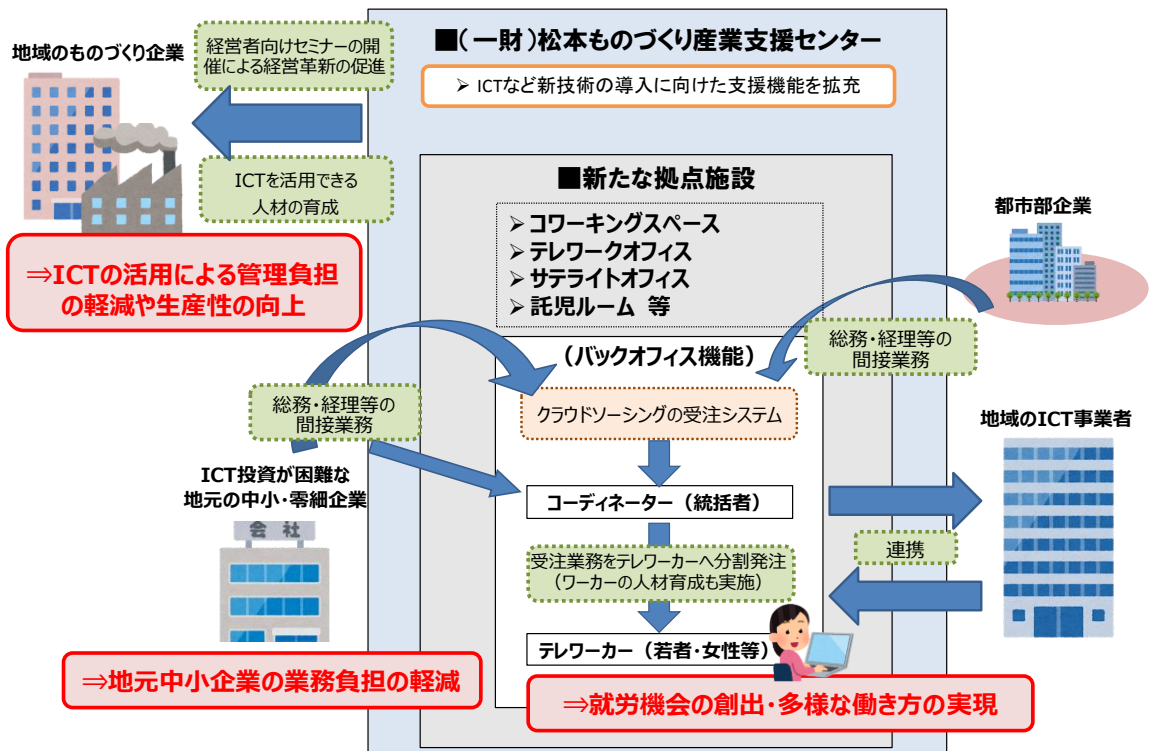 ■(一財)松本ものづくり産業支援センター
➢ ICTなど新技術の導入に向けた支援機能を拡充
地域のものづくり企業
経営者向けセミナーの開
催による経営革新の促進
ICTを活用できる
人材の育成
⇒ICTの活用による管理負担
の軽減や生産性の向上
■新たな拠点施設
➢コワーキングスペース
➢テレワークオフィス
➢サテライトオフィス
➢託児ルーム 等
都市部企業
総務・経理等の
間接業務
(バックオフィス機能)
クラウドソーシングの受注システム
総務・経理等の
間接業務
ICT投資が困難な
地元の中小・零細企業
会社
コーディネーター(統括者)
地域のICT事業者
連携
受注業務をテレワーカーへ分割発注
(ワーカーの人材育成も実施)
テレワーカー(若者・女性等)
⇒地元中小企業の業務負担の軽減
⇒就労機会の創出・多様な働き方の実現